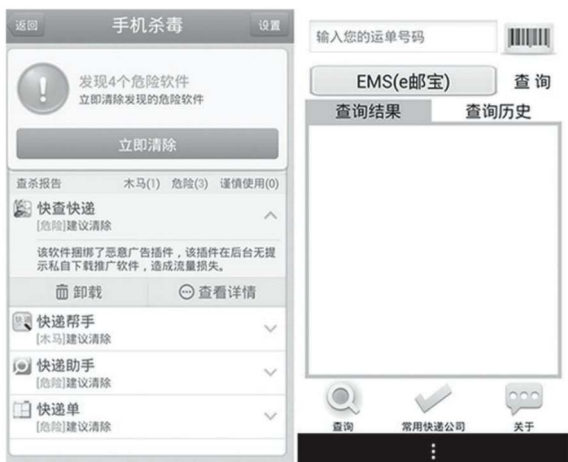 返回 手机杀毒 设置
发现4个危险软件
立即清除发现的危险软件
立即清除
查杀报告 木马(1) 危险(3) 谨慎使用(0)
快查快递
[危险]建议清除
该软件捆绑了恶意广告插件，该插件在后台无提
示私自下载推广软件，造成流量损失。
卸载 查看详情
快递帮手
[木马]建议清除
快递助手
[危险]建议清除
快递单
[危险]建议清除
输入您的运单号码
EMS(e邮宝) 查 询
查询结果 查询历史
查询 常用快递公司 关于